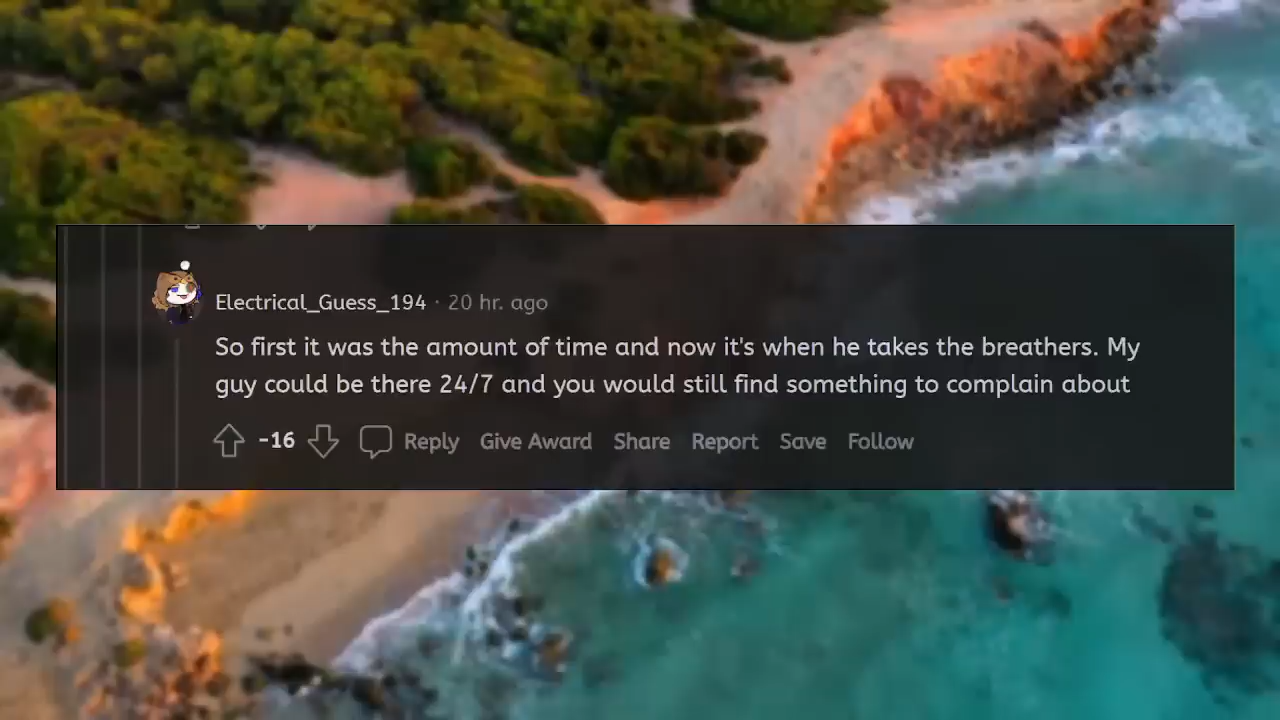 Electrical_Guess_194 · 20 hr. ago
So first it was the amount of time and now it's when he takes the breathers. My
guy could be there 24/7 and you would still find something to complain about
-16 Reply Give Award Share Report Save Follow